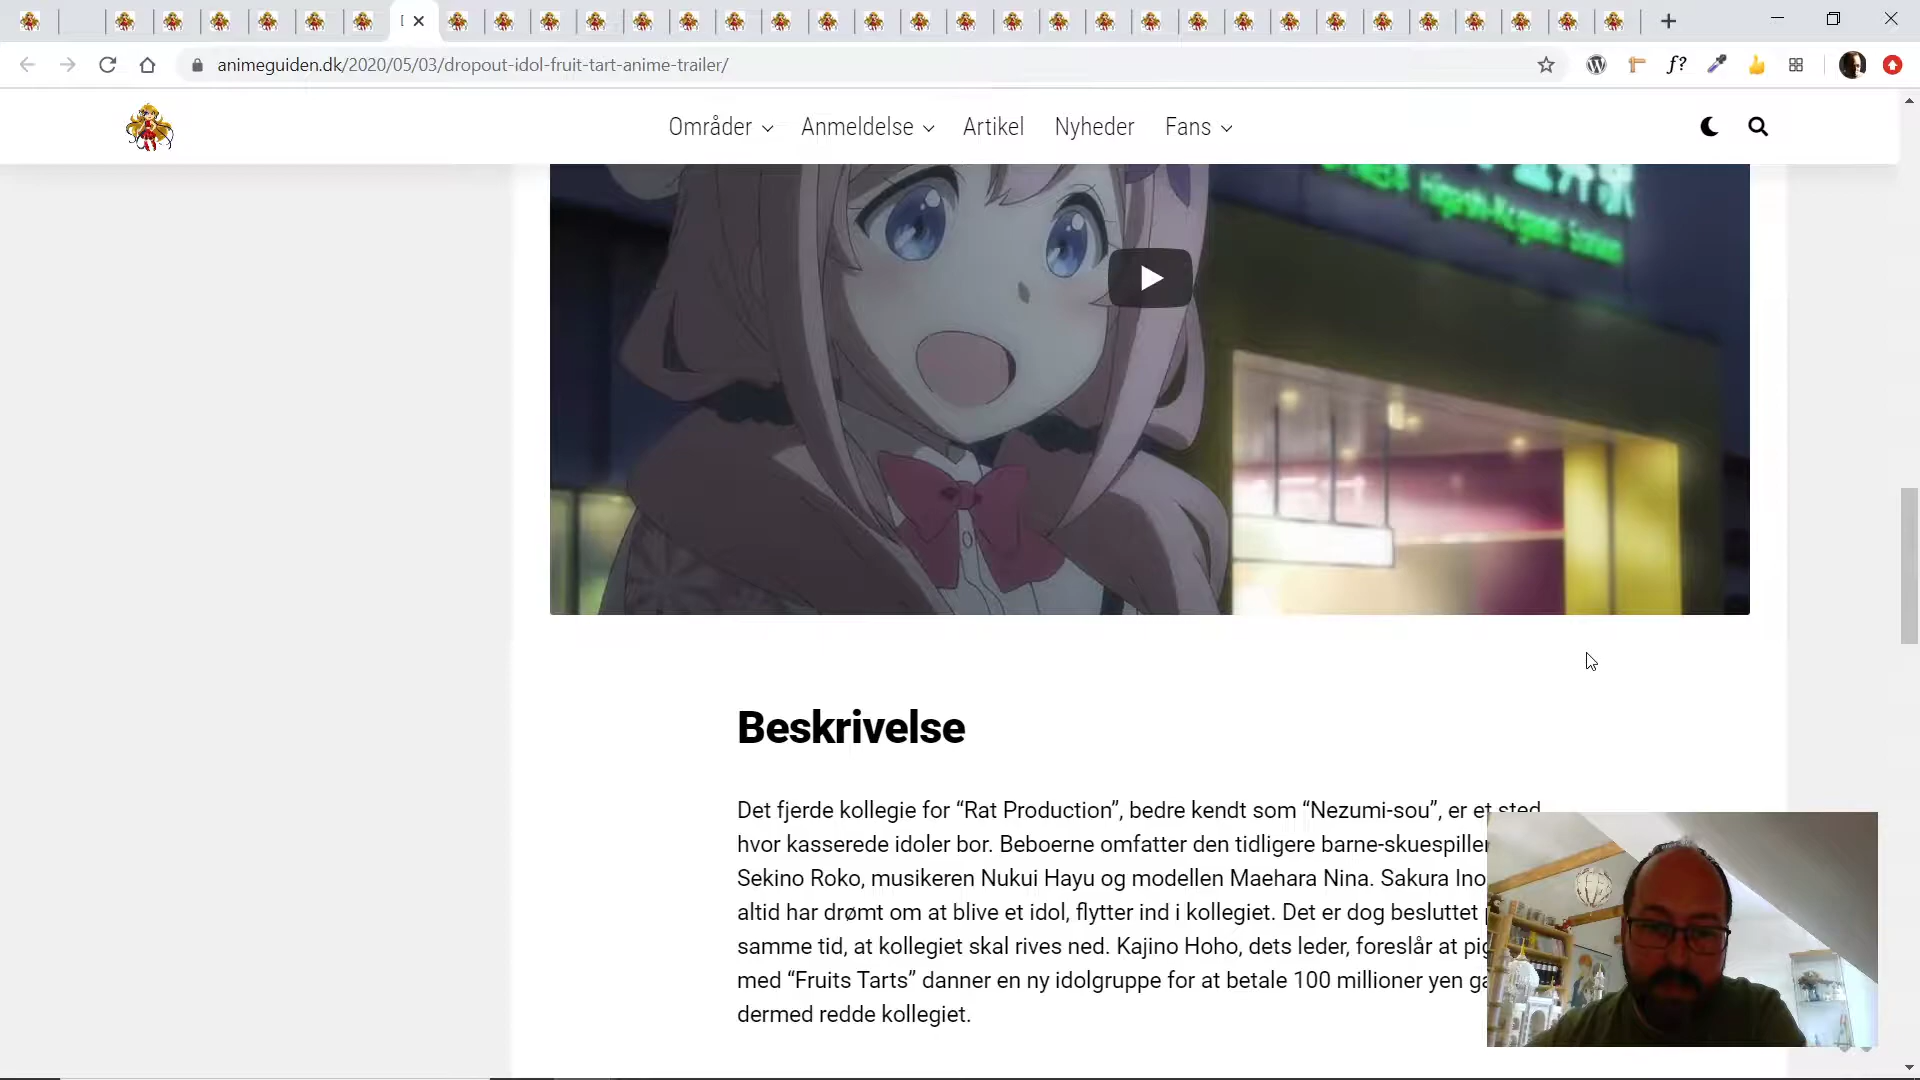 animeguiden.dk/2020/05/03/dropout-idol-fruit-tart-anime-trailer/
f?
Områder
Anmeldelse
Artikel
Nyheder
Fans
Higashi-Koganei Station
Beskrivelse
Det fjerde kollegie for “Rat Production”, bedre kendt som “Nezumi-sou”, er et sted
hvor kasserede idoler bor. Beboerne omfatter den tidligere barne-skuespiller
Sekino Roko, musikeren Nukui Hayu og modellen Maehara Nina. Sakura Ino
altid har drømt om at blive et idol, flytter ind i kollegiet. Det er dog besluttet
samme tid, at kollegiet skal rives ned. Kajino Hoho, dets leder, foreslår at
med “Fruits Tarts” danner en ny idolgruppe for at betale 100 millioner yen
dermed redde kollegiet.